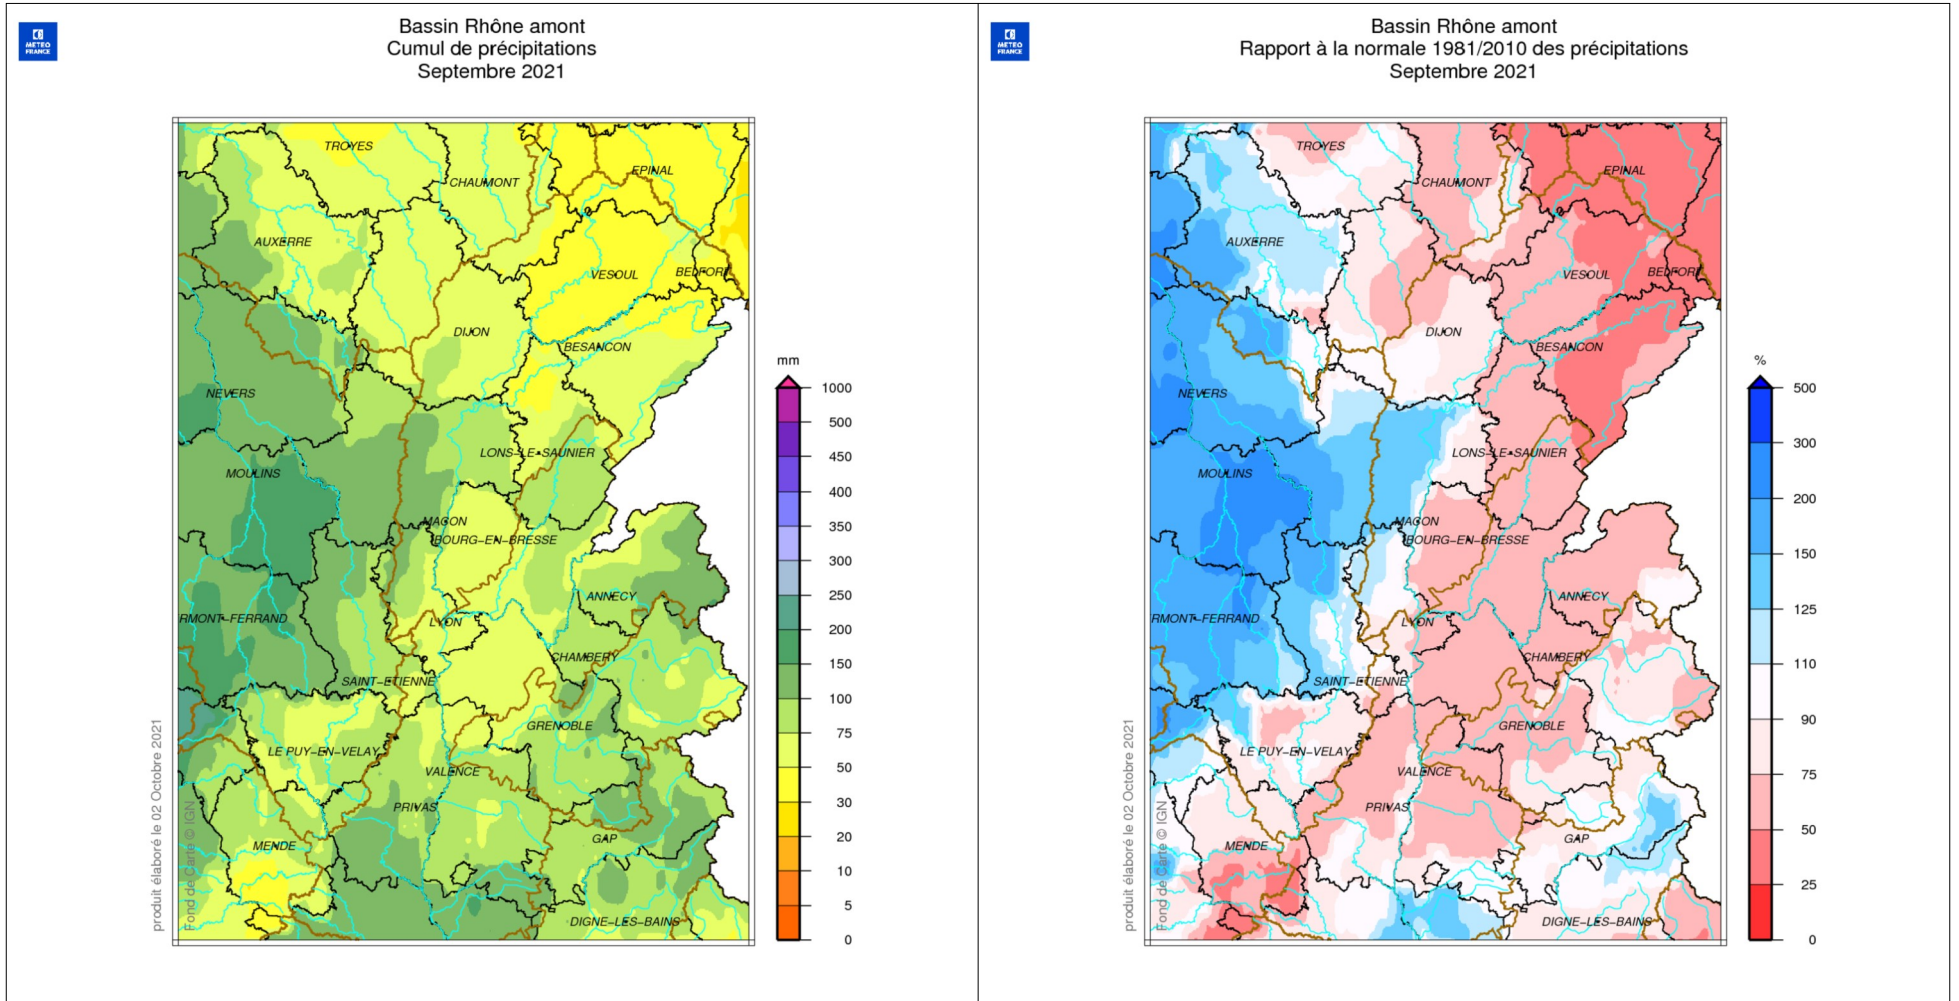 METEO
FRANCE
Bassin Rhône amont
Cumul de précipitations
Septembre 2021
TROYES
EPINAL
CHAUMONT
AUXERRE
VESOUL
BELFORT
DIJON
BESANCON
NEVERS
LONS-LE-SAUNIER
MOULINS
MACON
BOURG-EN-BRESSE
ANNECY
RMONT-FERRAND
LYON
CHAMBERY
SAINT-ETIENNE
GRENOBLE
LE PUY-EN-VELAY
VALENCE
PRIVAS
GAP
MENDE
DIGNE-LES-BAINS
mm
1000
500
450
400
350
300
250
200
150
100
75
50
30
20
10
5
0
produit élaboré le 02 Octobre 2021
Fond de Carte © IGN
METEO
FRANCE
Bassin Rhône amont
Rapport à la normale 1981/2010 des précipitations
Septembre 2021
TROYES
EPINAL
CHAUMONT
AUXERRE
VESOUL
BELFORT
DIJON
BESANCON
NEVERS
LONS-LE-SAUNIER
MOULINS
MACON
BOURG-EN-BRESSE
ANNECY
RMONT-FERRAND
LYON
CHAMBERY
SAINT-ETIENNE
GRENOBLE
LE PUY-EN-VELAY
VALENCE
PRIVAS
GAP
MENDE
DIGNE-LES-BAINS
%
500
300
200
150
125
110
90
75
50
25
0
produit élaboré le 02 Octobre 2021
Fond de Carte © IGN